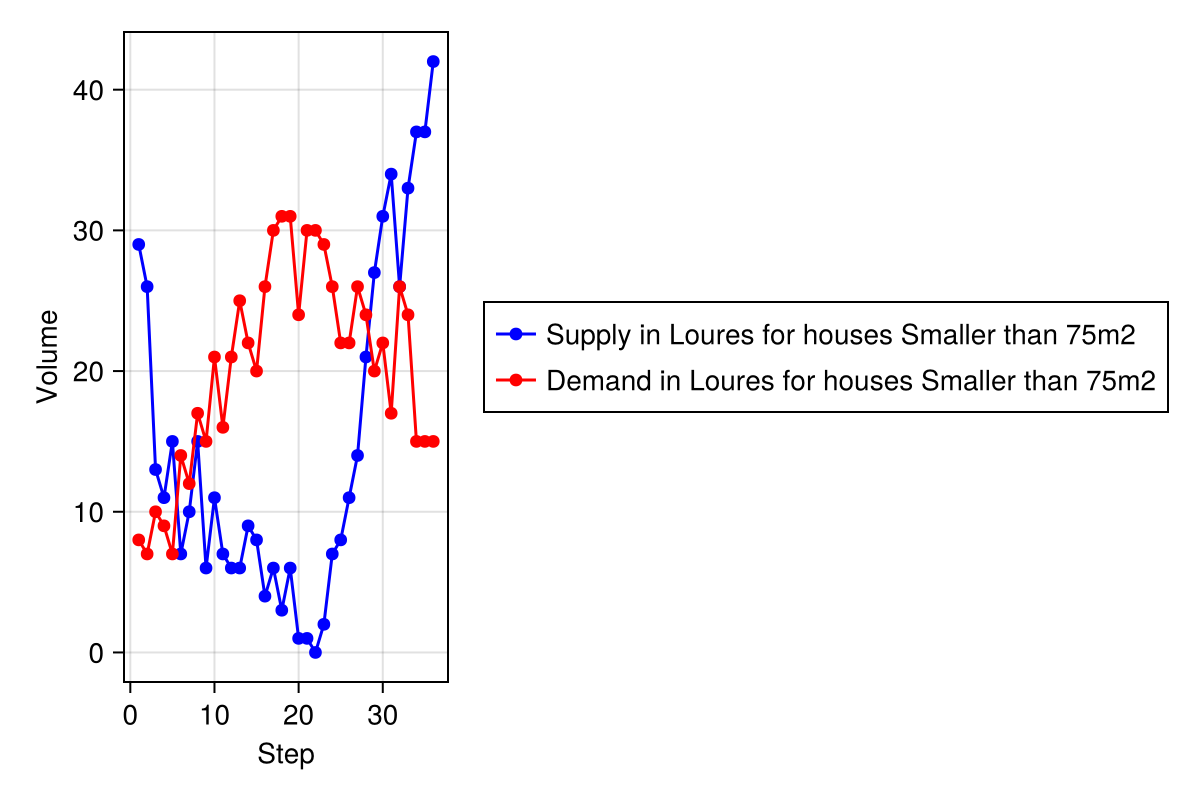 40
30
20
10
0
Volume
0 10 20 30
Step
Supply in Loures for houses Smaller than 75m2
Demand in Loures for houses Smaller than 75m2